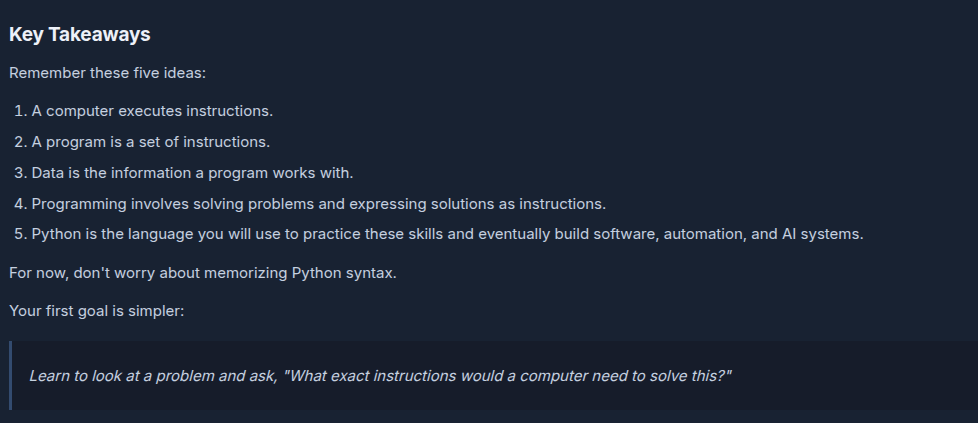 Key Takeaways
Remember these five ideas:
1. A computer executes instructions.
2. A program is a set of instructions.
3. Data is the information a program works with.
4. Programming involves solving problems and expressing solutions as instructions.
5. Python is the language you will use to practice these skills and eventually build software, automation, and AI systems.
For now, don't worry about memorizing Python syntax.
Your first goal is simpler:
Learn to look at a problem and ask, "What exact instructions would a computer need to solve this?"